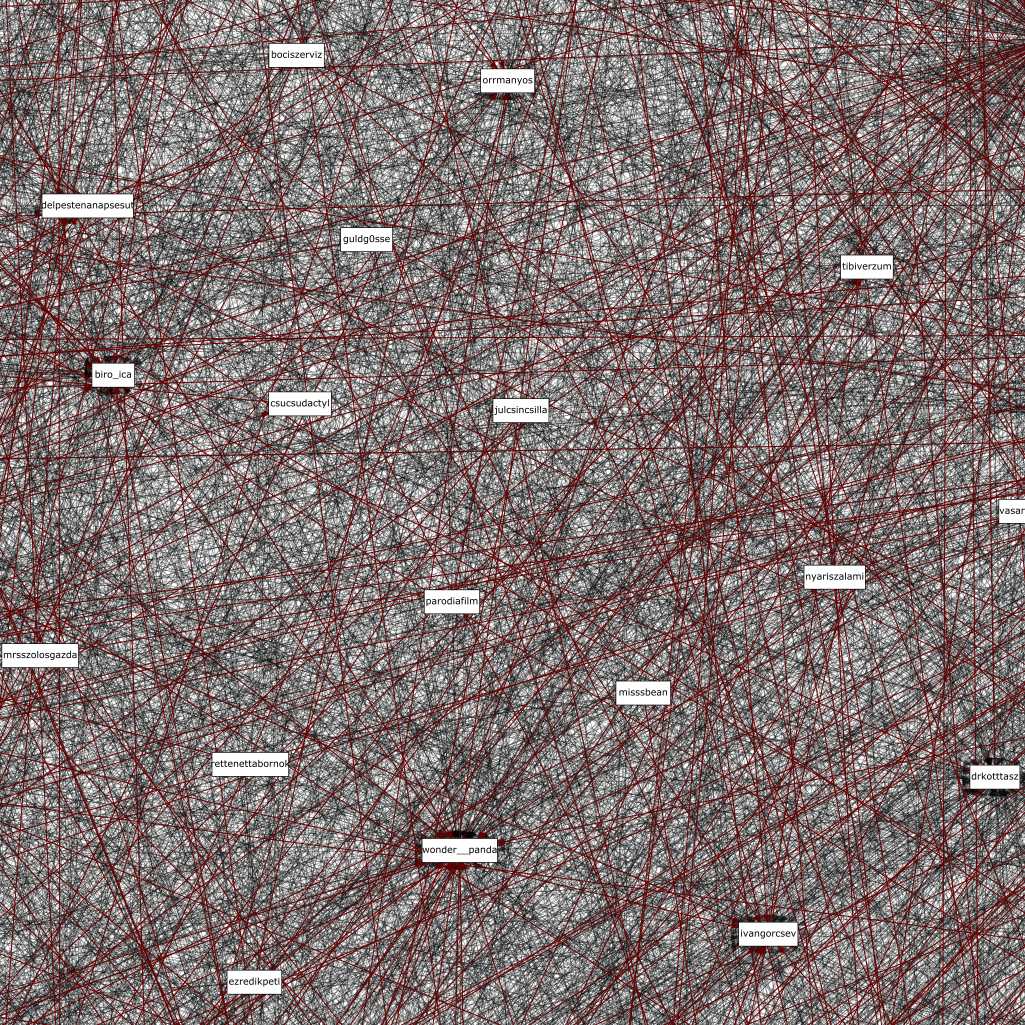 bociszerviz
orrmanyos
delpestenanapsesut
guldg0sse
tibiverzum
biro_ica
csucsudactyl
julcsincsilla
vasar
nyariszalami
parodiafilm
mrsszolosgazda
misssbean
rettenettabornok
drkotttasz
wonder__panda
ivangorcsev
ezredikpeti